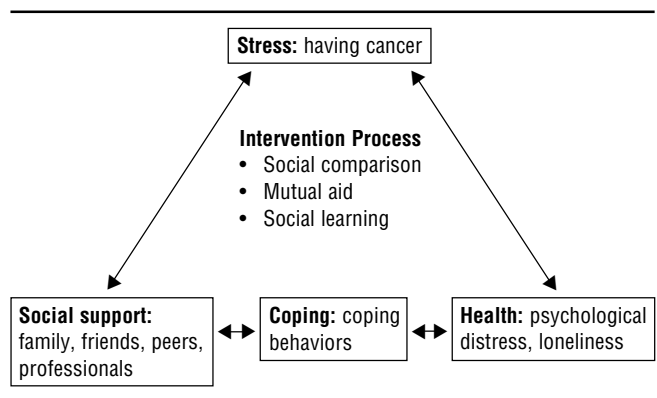 Stress: having cancer
Intervention Process
• Social comparison
• Mutual aid
• Social learning
Social support:
family, friends, peers,
professionals
Coping: coping
behaviors
Health: psychological
distress, loneliness